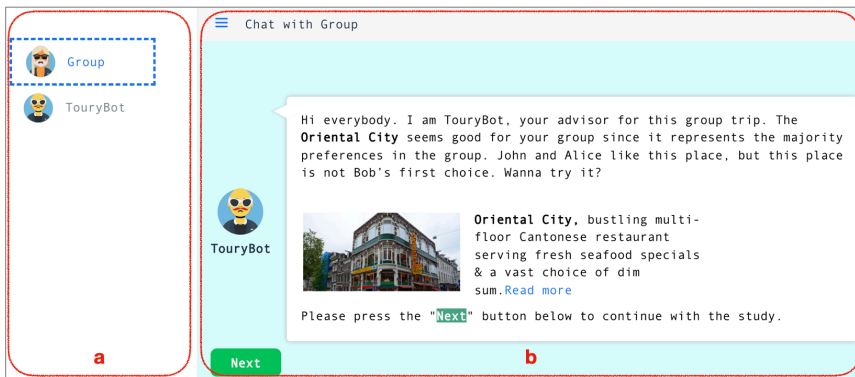 Group
TouryBot
a
Chat with Group
Hi everybody. I am TouryBot, your advisor for this group trip. The
Oriental City seems good for your group since it represents the majority
preferences in the group. John and Alice like this place, but this place
is not Bob's first choice. Wanna try it?
TouryBot
Oriental City, bustling multi-
floor Cantonese restaurant
serving fresh seafood specials
& a vast choice of dim
sum.Read more
Please press the "Next" button below to continue with the study.
Next
b